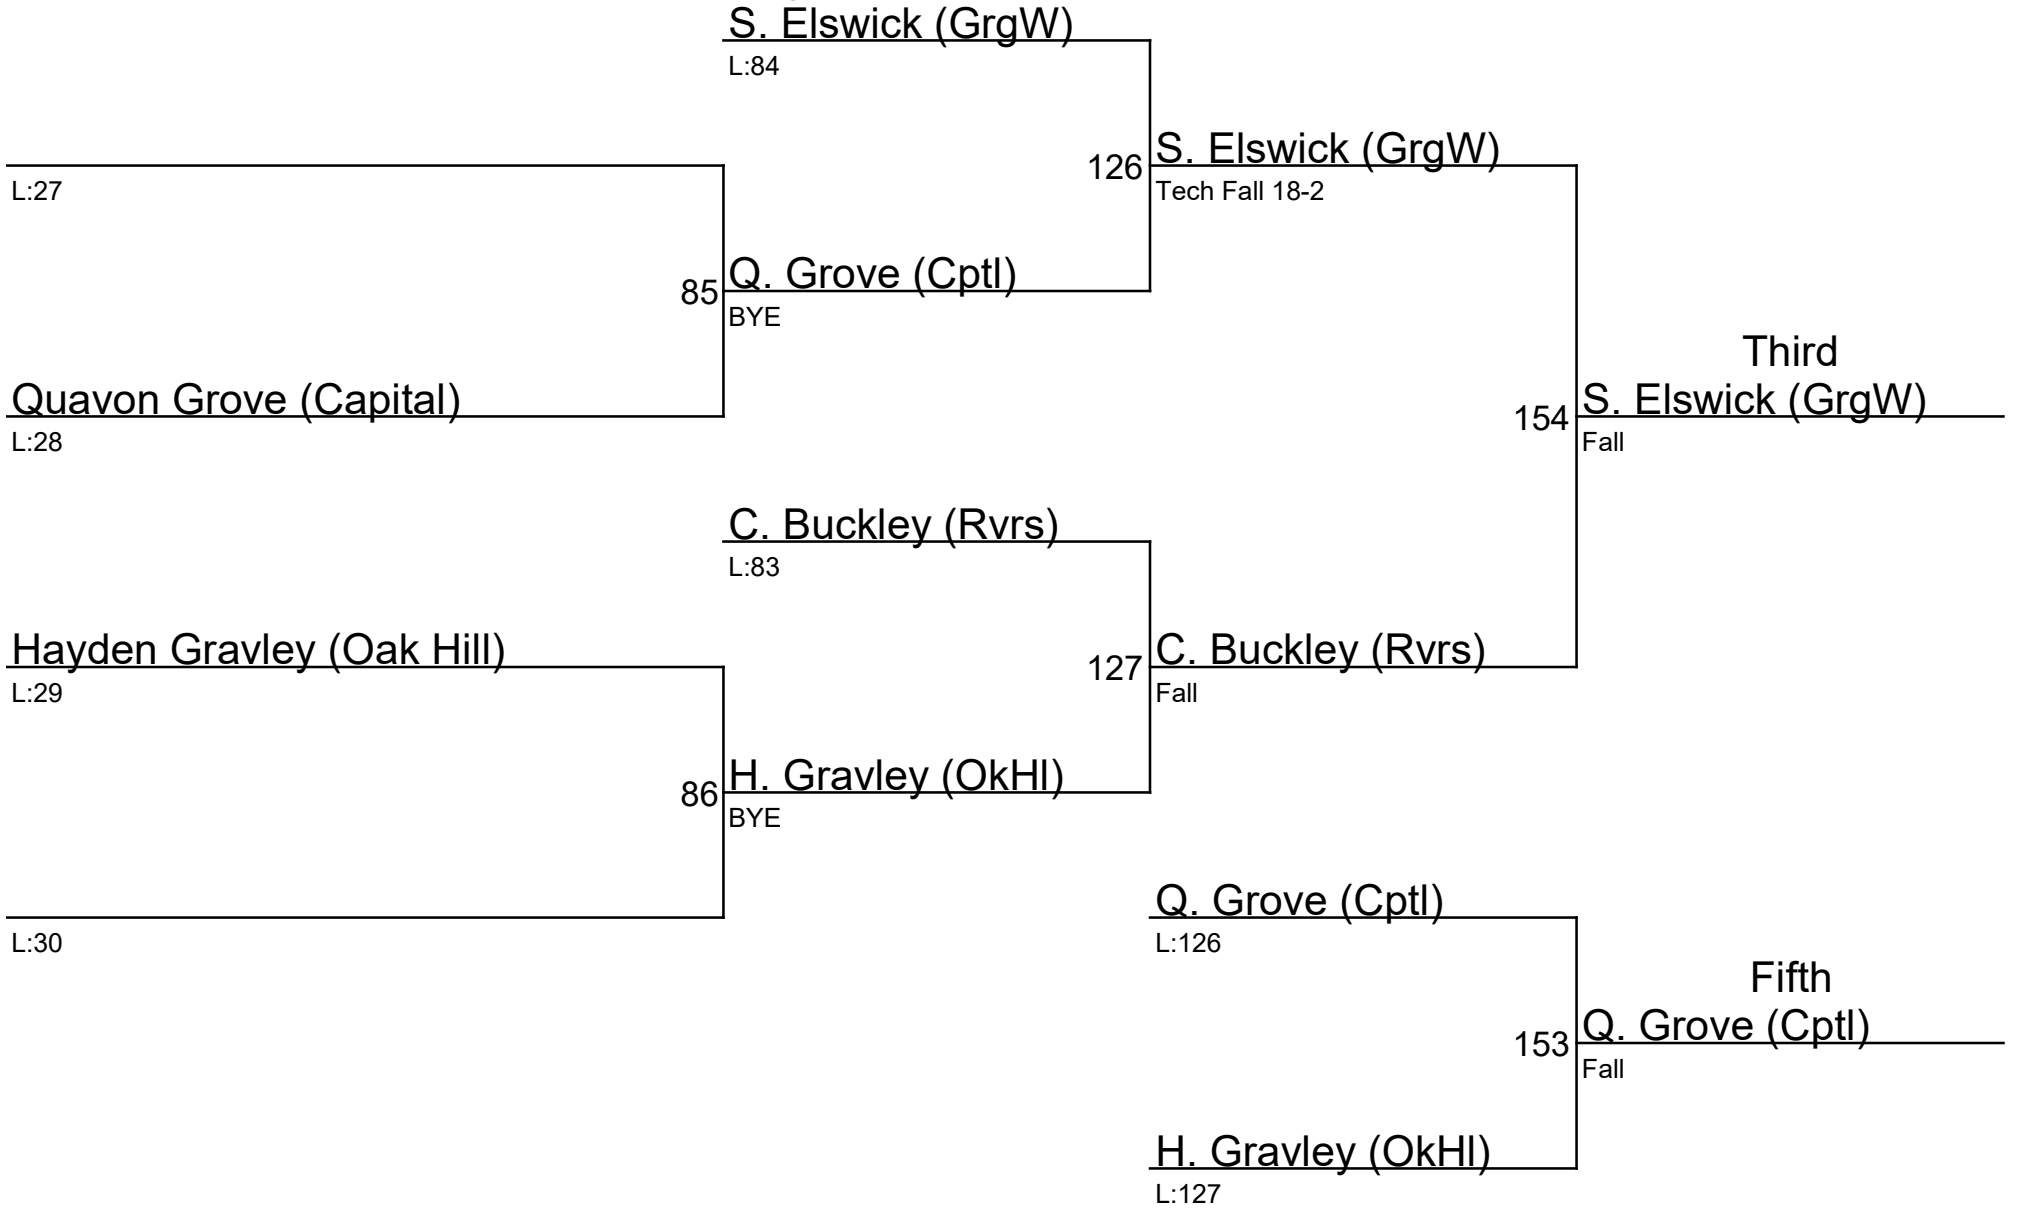 S. Elswick (GrgW)
L:84
126
S. Elswick (GrgW)
Tech Fall 18-2
L:27
85
Q. Grove (Cptl)
BYE
Quavon Grove (Capital)
L:28
Third
154
S. Elswick (GrgW)
Fall
C. Buckley (Rvrs)
L:83
Hayden Gravley (Oak Hill)
L:29
127
C. Buckley (Rvrs)
Fall
86
H. Gravley (OkHl)
BYE
L:30
Q. Grove (Cptl)
L:126
Fifth
153
Q. Grove (Cptl)
Fall
H. Gravley (OkHl)
L:127